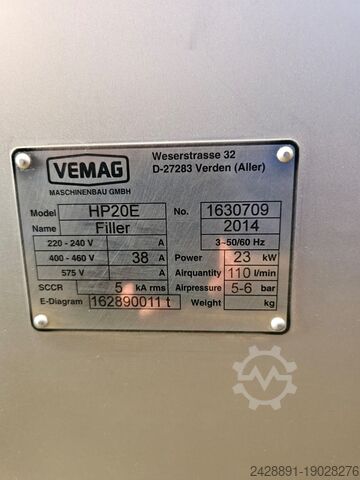 VEMAG
MASCHINENBAU GMBH
Weserstrasse 32
D-27283 Verden (Aller)
Model HP20E No. 1630709
Name Filler 2014
220 - 240 V A 3~50/60 Hz
400 - 460 V 38 A Power 23 kW
575 V A Airquantity 110 l/min
SCCR 5 kA rms Airpressure 5-6 bar
E-Diagram 162890011 t Weight kg
2428891-19028276